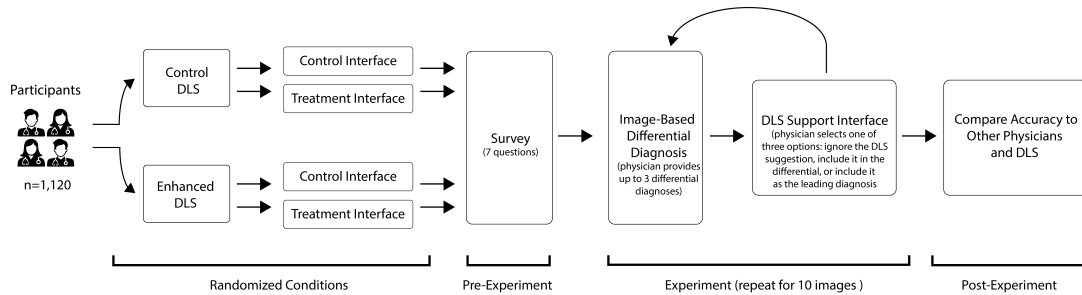 Participants
n=1,120
Control
DLS
Enhanced
DLS
Control Interface
Treatment Interface
Control Interface
Treatment Interface
Survey
(7 questions)
Image-Based
Differential
Diagnosis
(physician provides
up to 3 differential
diagnoses)
DLS Support Interface
(physician selects one of
three options: ignore the DLS
suggestion, include it in the
differential, or include it
as the leading diagnosis
Compare Accuracy to
Other Physicians
and DLS
Randomized Conditions
Pre-Experiment
Experiment (repeat for 10 images )
Post-Experiment